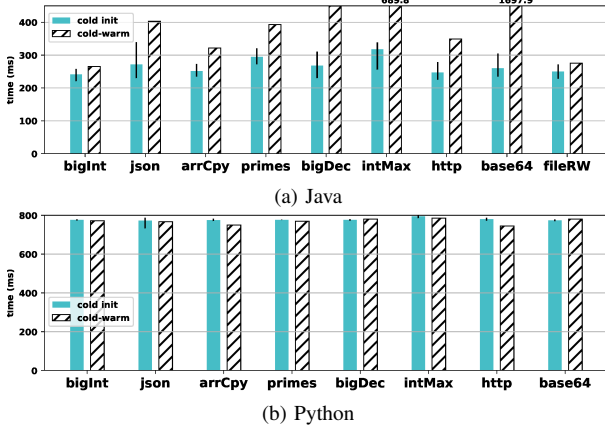 689.8 1697.9
400
300
200
100
0
time (ms)
cold init
cold-warm
bigInt json arrCpy primes bigDec intMax http base64 fileRW
(a) Java
800
600
400
200
0
time (ms)
cold init
cold-warm
bigInt json arrCpy primes bigDec intMax http base64
(b) Python